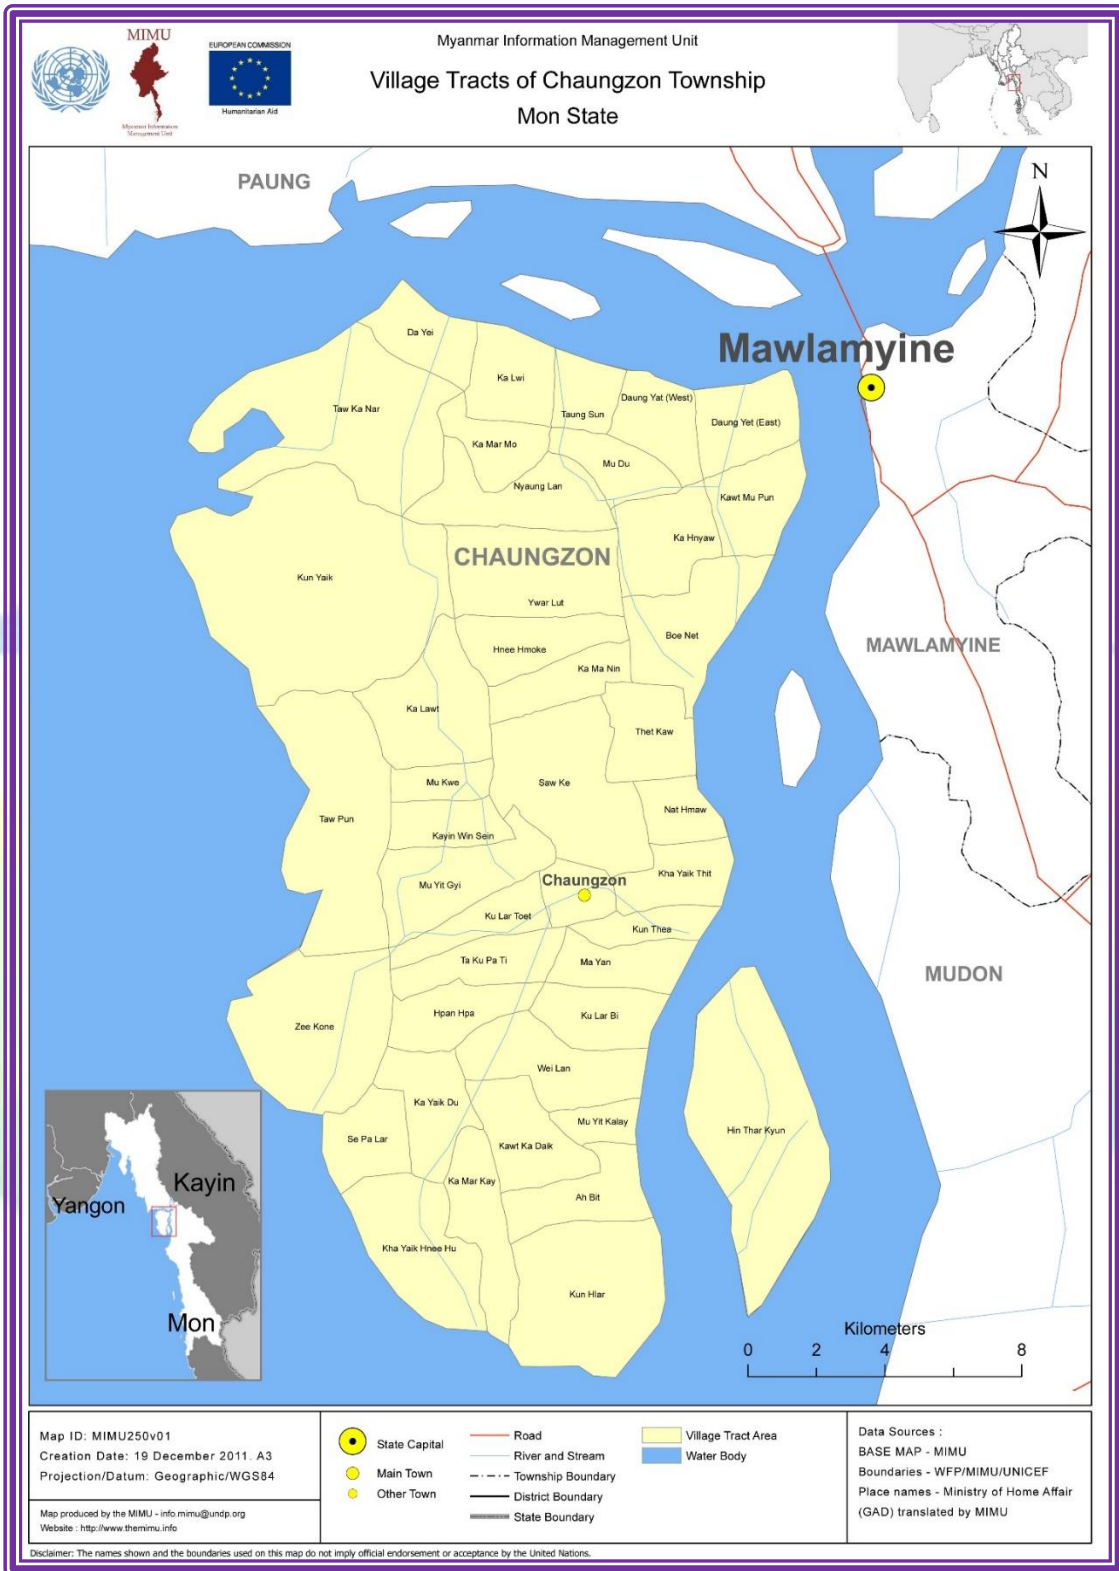 MIMU
Myanmar Information
Management Unit
EUROPEAN COMMISSION
Humanitarian Aid
Myanmar Information Management Unit
Village Tracts of Chaungzon Township
Mon State
PAUNG
N
Mawlamyine
Da Yei
Ka Lwi
Taw Ka Nar
Taung Sun
Daung Yat (West)
Daung Yet (East)
Ka Mar Mo
Mu Du
Nyaung Lan
Kawt Mu Pun
Ka Hnyaw
CHAUNGZON
Kun Yaik
Ywar Lut
Boe Net
MAWLAMYINE
Hnee Hmoke
Ka Ma Nin
Ka Lawt
Thet Kaw
Mu Kwe
Saw Ke
Nat Hmaw
Taw Pun
Kayin Win Sein
Kha Yaik Thit
Mu Yit Gyi
Chaungzon
Ku Lar Toet
Kun Thea
Ta Ku Pa Ti
Ma Yan
MUDON
Hpan Hpa
Ku Lar Bi
Zee Kone
Wei Lan
Ka Yaik Du
Mu Yit Kalay
Hin Thar Kyun
Se Pa Lar
Kawt Ka Daik
Ka Mar Kay
Ah Bit
Kha Yaik Hnee Hu
Kun Hlar
Kayin
Yangon
Mon
Kilometers
0 2 4 8
Map ID: MIMU250v01
Creation Date: 19 December 2011. A3
Projection/Datum: Geographic/WGS84
Map produced by the MIMU - info.mimu@undp.org
Website : http://www.themimu.info
State Capital
Main Town
Other Town
Road
River and Stream
Township Boundary
District Boundary
State Boundary
Village Tract Area
Water Body
Data Sources :
BASE MAP - MIMU
Boundaries - WFP/MIMU/UNICEF
Place names - Ministry of Home Affair
(GAD) translated by MIMU
Disclaimer: The names shown and the boundaries used on this map do not imply official endorsement or acceptance by the United Nations.